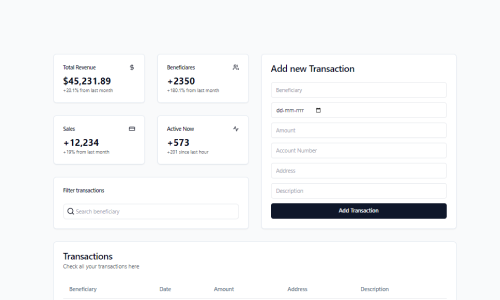 Total Revenue
$
$45,231.89
+20.1% from last month
Beneficiares
+2350
+180.1% from last month
Sales
+12,234
+19% from last month
Active Now
+573
+201 since last hour
Filter transactions
Search beneficiary
Add new Transaction
Beneficiary
dd-mm-rrrr
Amount
Account Number
Address
Description
Add Transaction
Transactions
Check all your transactions here
Beneficiary Date Amount Address Description